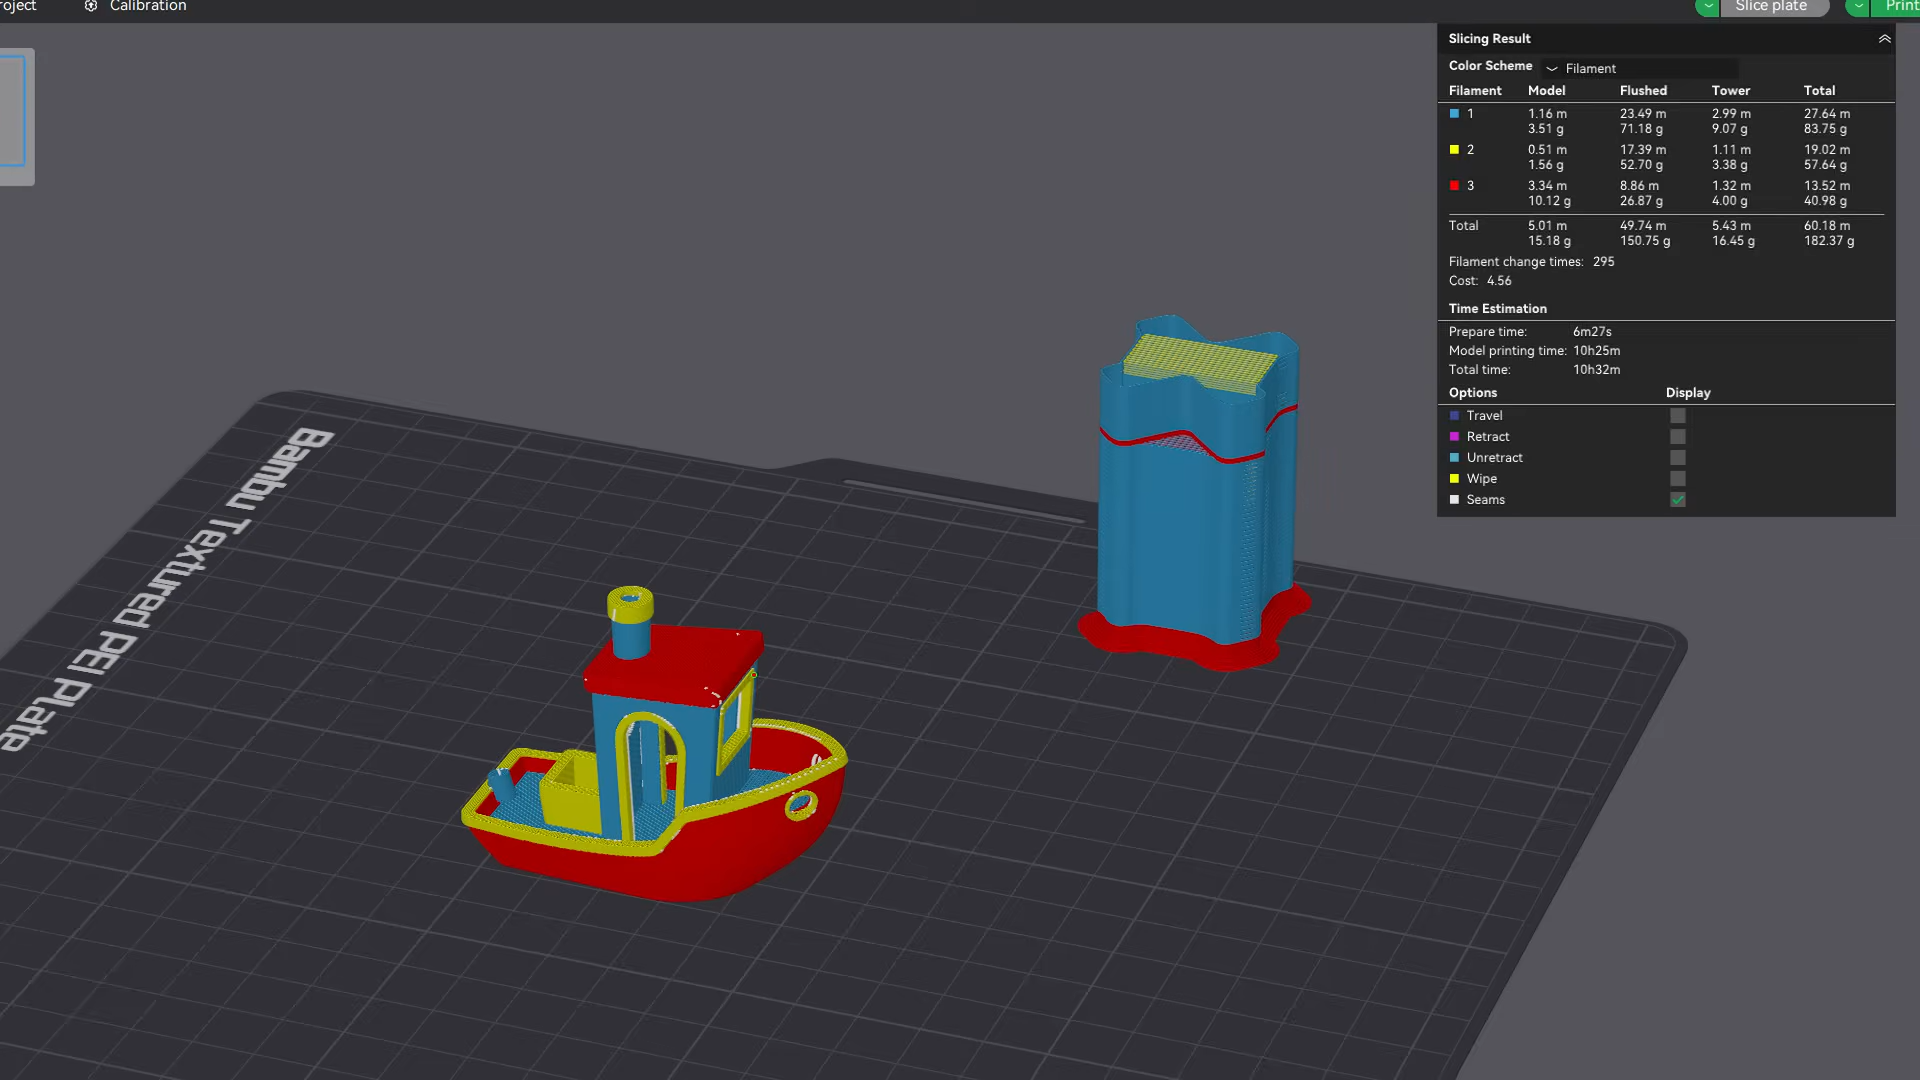 roject Calibration Slice plate Print
Slicing Result
Color Scheme Filament
Filament Model Flushed Tower Total
1 1.16 m 23.49 m 2.99 m 27.64 m
3.51 g 71.18 g 9.07 g 83.75 g
2 0.51 m 17.39 m 1.11 m 19.02 m
1.56 g 52.70 g 3.38 g 57.64 g
3 3.34 m 8.86 m 1.32 m 13.52 m
10.12 g 26.87 g 4.00 g 40.98 g
Total 5.01 m 49.74 m 5.43 m 60.18 m
15.18 g 150.75 g 16.45 g 182.37 g
Filament change times: 295
Cost: 4.56
Time Estimation
Prepare time: 6m27s
Model printing time: 10h25m
Total time: 10h32m
Options Display
Travel
Retract
Unretract
Wipe
Seams
Bambu Textured PEI Plate